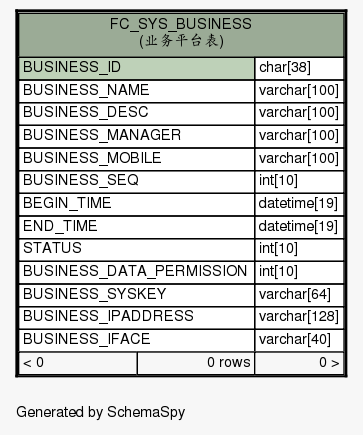 FC_SYS_BUSINESS
(业务平台表)
BUSINESS_ID char[38]
BUSINESS_NAME varchar[100]
BUSINESS_DESC varchar[100]
BUSINESS_MANAGER varchar[100]
BUSINESS_MOBILE varchar[100]
BUSINESS_SEQ int[10]
BEGIN_TIME datetime[19]
END_TIME datetime[19]
STATUS int[10]
BUSINESS_DATA_PERMISSION int[10]
BUSINESS_SYSKEY varchar[64]
BUSINESS_IPADDRESS varchar[128]
BUSINESS_IFACE varchar[40]
< 0 0 rows 0 >
Generated by SchemaSpy